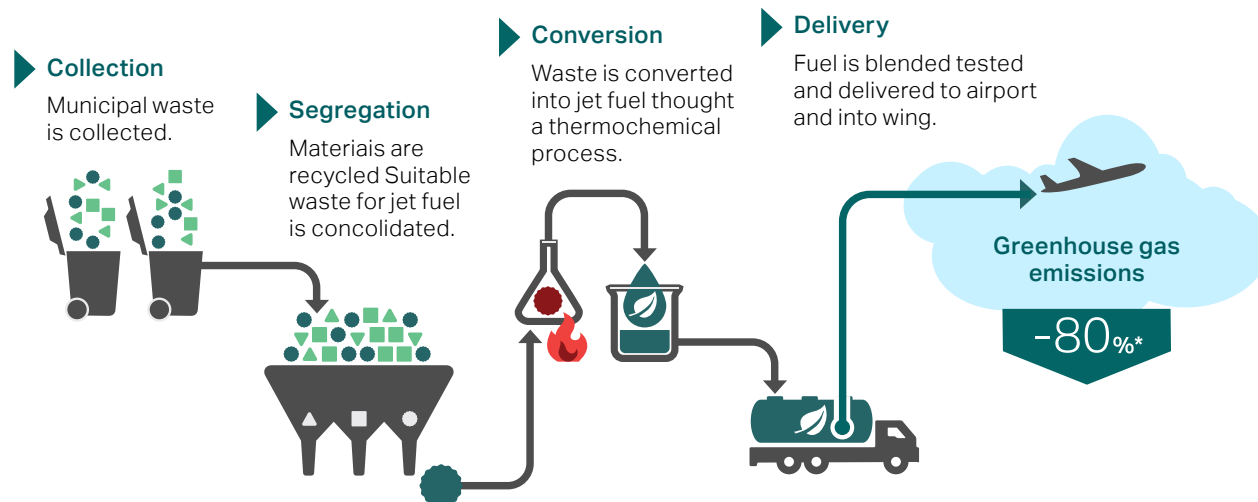 Collection
Municipal waste
is collected.
Segregation
Materiais are
recycled Suitable
waste for jet fuel
is concolidated.
Conversion
Waste is converted
into jet fuel thought
a thermochemical
process.
Delivery
Fuel is blended tested
and delivered to airport
and into wing.
Greenhouse gas
emissions
-80%*